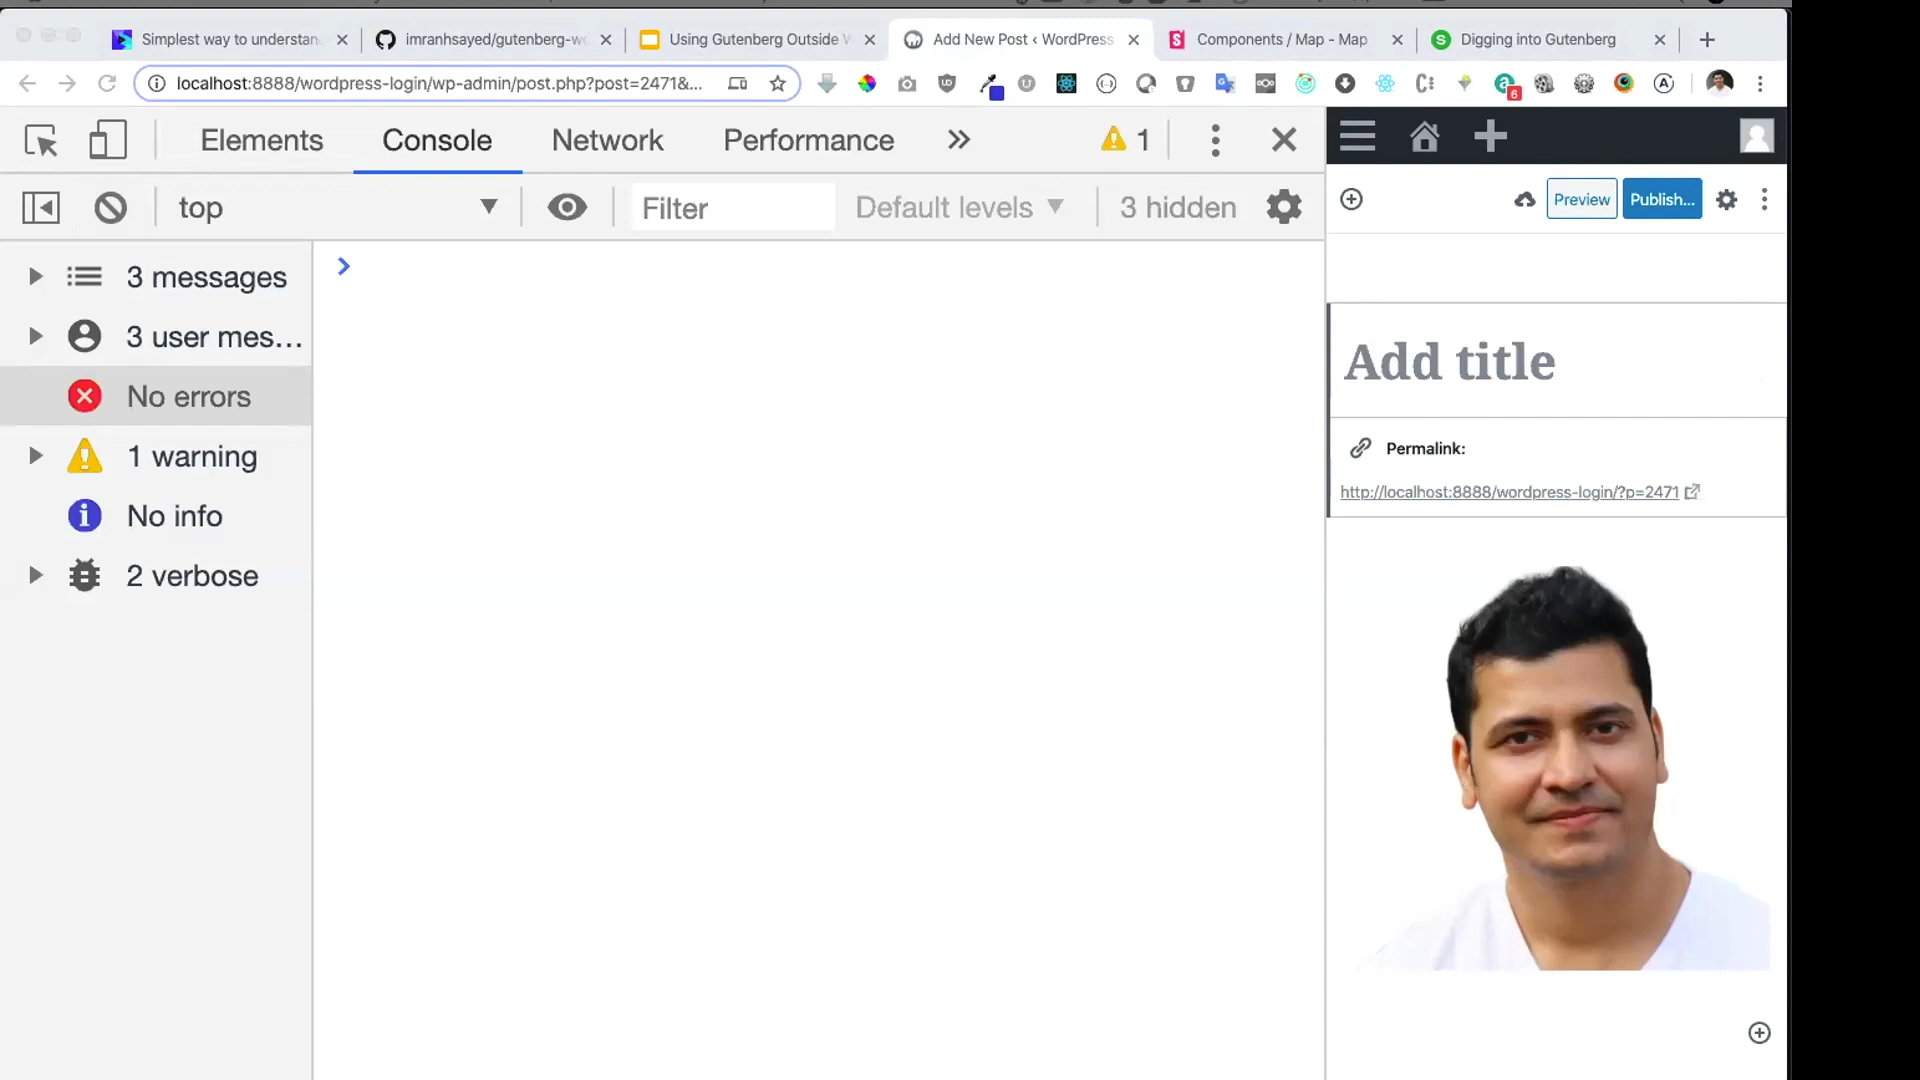 Simplest way to understan
imranhsayed/gutenberg-wo
Using Gutenberg Outside W
Add New Post ‹ WordPress
Components / Map - Map
Digging into Gutenberg
localhost:8888/wordpress-login/wp-admin/post.php?post=2471&...
6
Elements
Console
Network
Performance
1
top
Filter
Default levels
3 hidden
Preview
Publish...
3 messages
3 user mes...
No errors
1 warning
No info
2 verbose
Add title
Permalink:
http://localhost:8888/wordpress-login/?p=2471